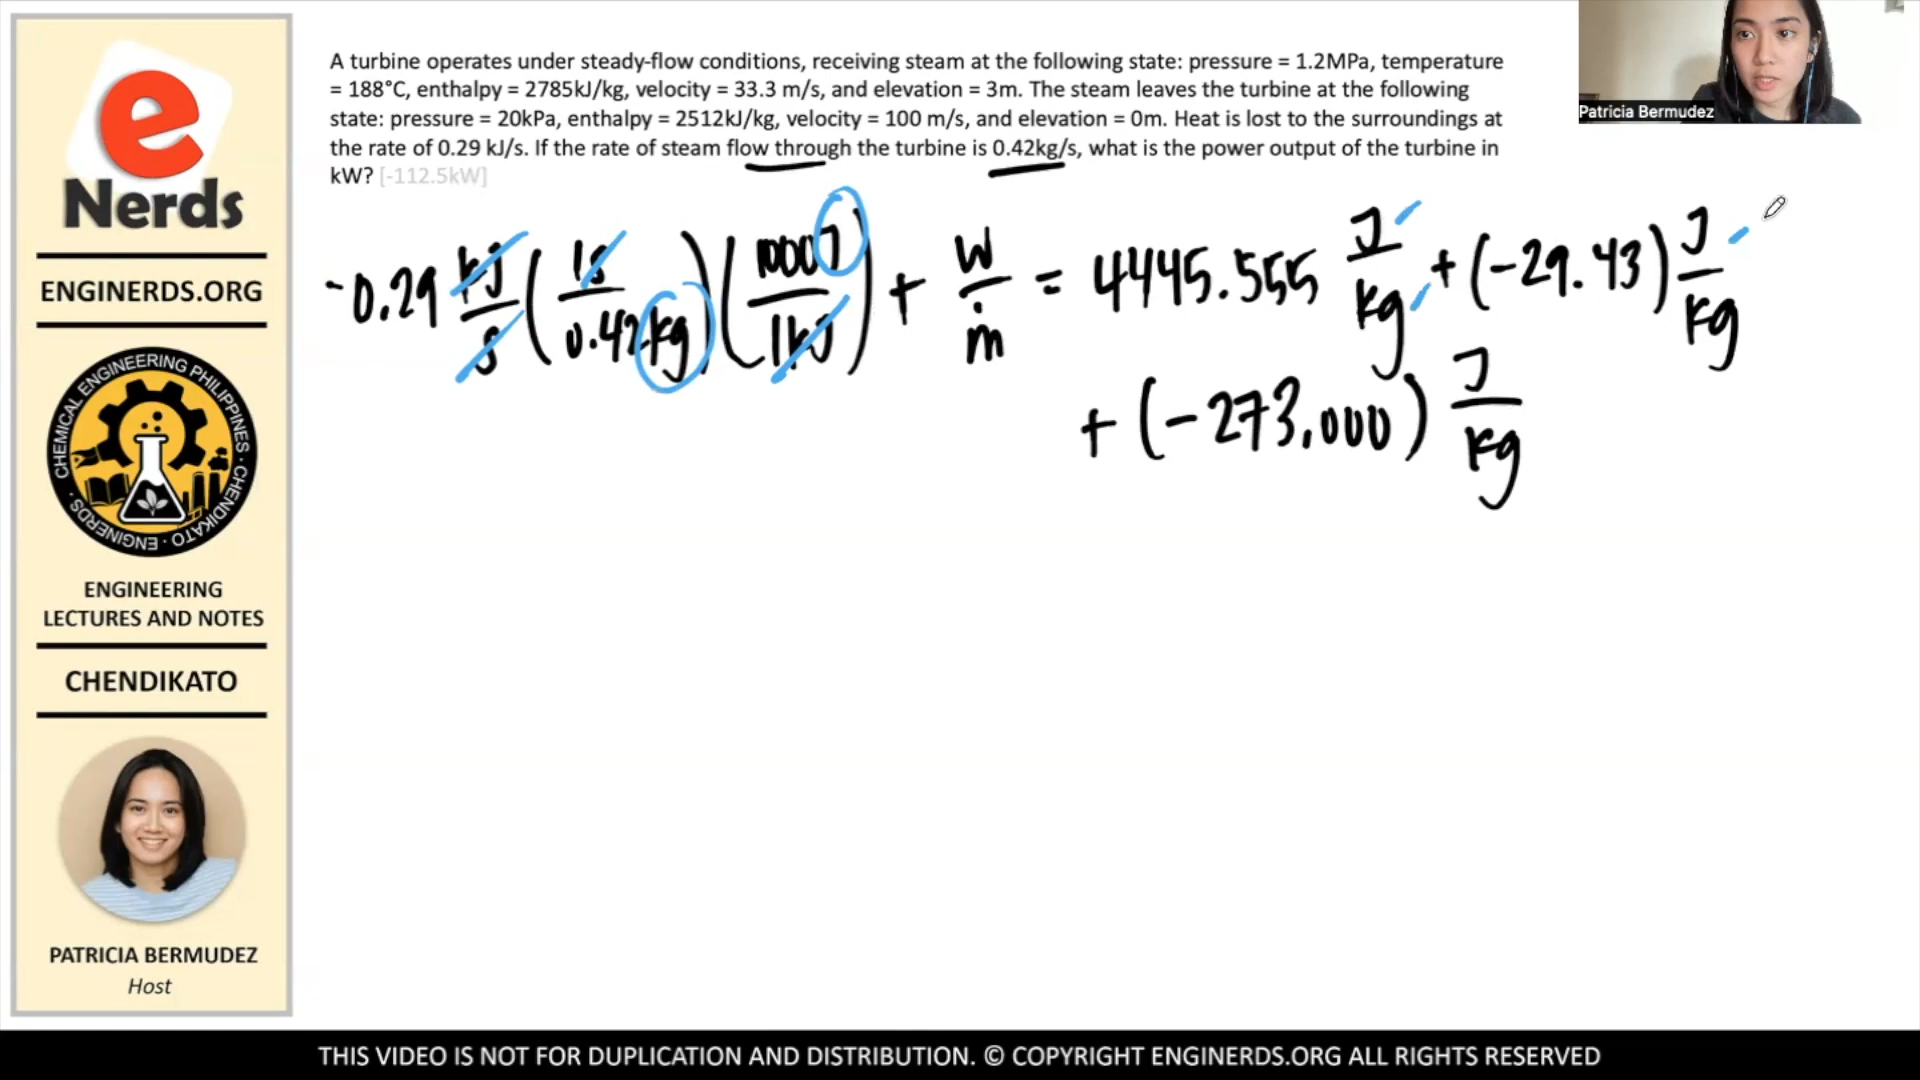 e
Nerds
ENGINERDS.ORG
CHEMICAL ENGINEERING PHILIPPINES · CHENDIKATO · ENGINERDS ·
ENGINEERING
LECTURES AND NOTES
CHENDIKATO
PATRICIA BERMUDEZ
Host
A turbine operates under steady-flow conditions, receiving steam at the following state: pressure = 1.2MPa, temperature
= 188°C, enthalpy = 2785kJ/kg, velocity = 33.3 m/s, and elevation = 3m. The steam leaves the turbine at the following
state: pressure = 20kPa, enthalpy = 2512kJ/kg, velocity = 100 m/s, and elevation = 0m. Heat is lost to the surroundings at
the rate of 0.29 kJ/s. If the rate of steam flow through the turbine is 0.42kg/s, what is the power output of the turbine in
kW? [-112.5kW]
Patricia Bermudez
-0.29 kJ/s (1s/0.42kg) (1000J/1kJ) + W/ṁ = 4445.555 J/kg + (-29.43) J/kg
+ (-273,000) J/kg
THIS VIDEO IS NOT FOR DUPLICATION AND DISTRIBUTION. © COPYRIGHT ENGINERDS.ORG ALL RIGHTS RESERVED